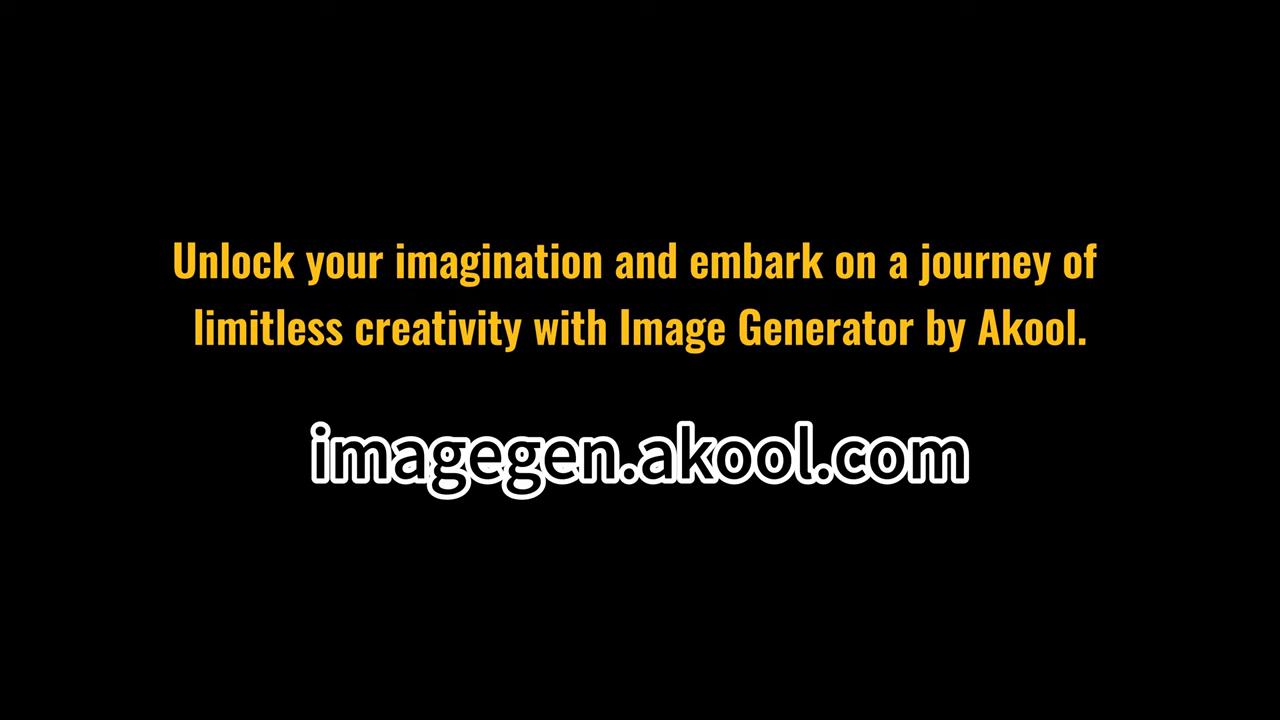 Unlock your imagination and embark on a journey of
limitless creativity with Image Generator by Akool.
imagegen.akool.com